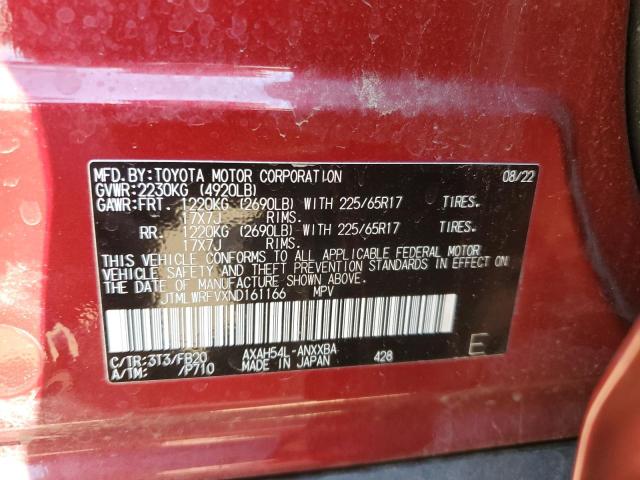 MFD.BY:TOYOTA MOTOR CORPORATION 08/22
GVWR:2230KG (4920LB)
GAWR:FRT. 1220KG (2690LB) WITH 225/65R17 TIRES.
17X7J RIMS.
RR. 1220KG (2690LB) WITH 225/65R17 TIRES.
17X7J RIMS.
THIS VEHICLE CONFORMS TO ALL APPLICABLE FEDERAL MOTOR
VEHICLE SAFETY AND THEFT PREVENTION STANDARDS IN EFFECT ON
THE DATE OF MANUFACTURE SHOWN ABOVE.
JTMLWRFVXND161166 MPV
C/TR:3T3/FB20 AXAH54L-ANXXBA 428 E
A/TM: /P710 MADE IN JAPAN